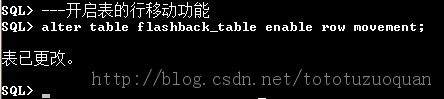 SQL> ---开启表的行移动功能
SQL> alter table flashback_table enable row movement;
表已更改。
http://blog.csdn.net/tototuzuoquan
SQL>